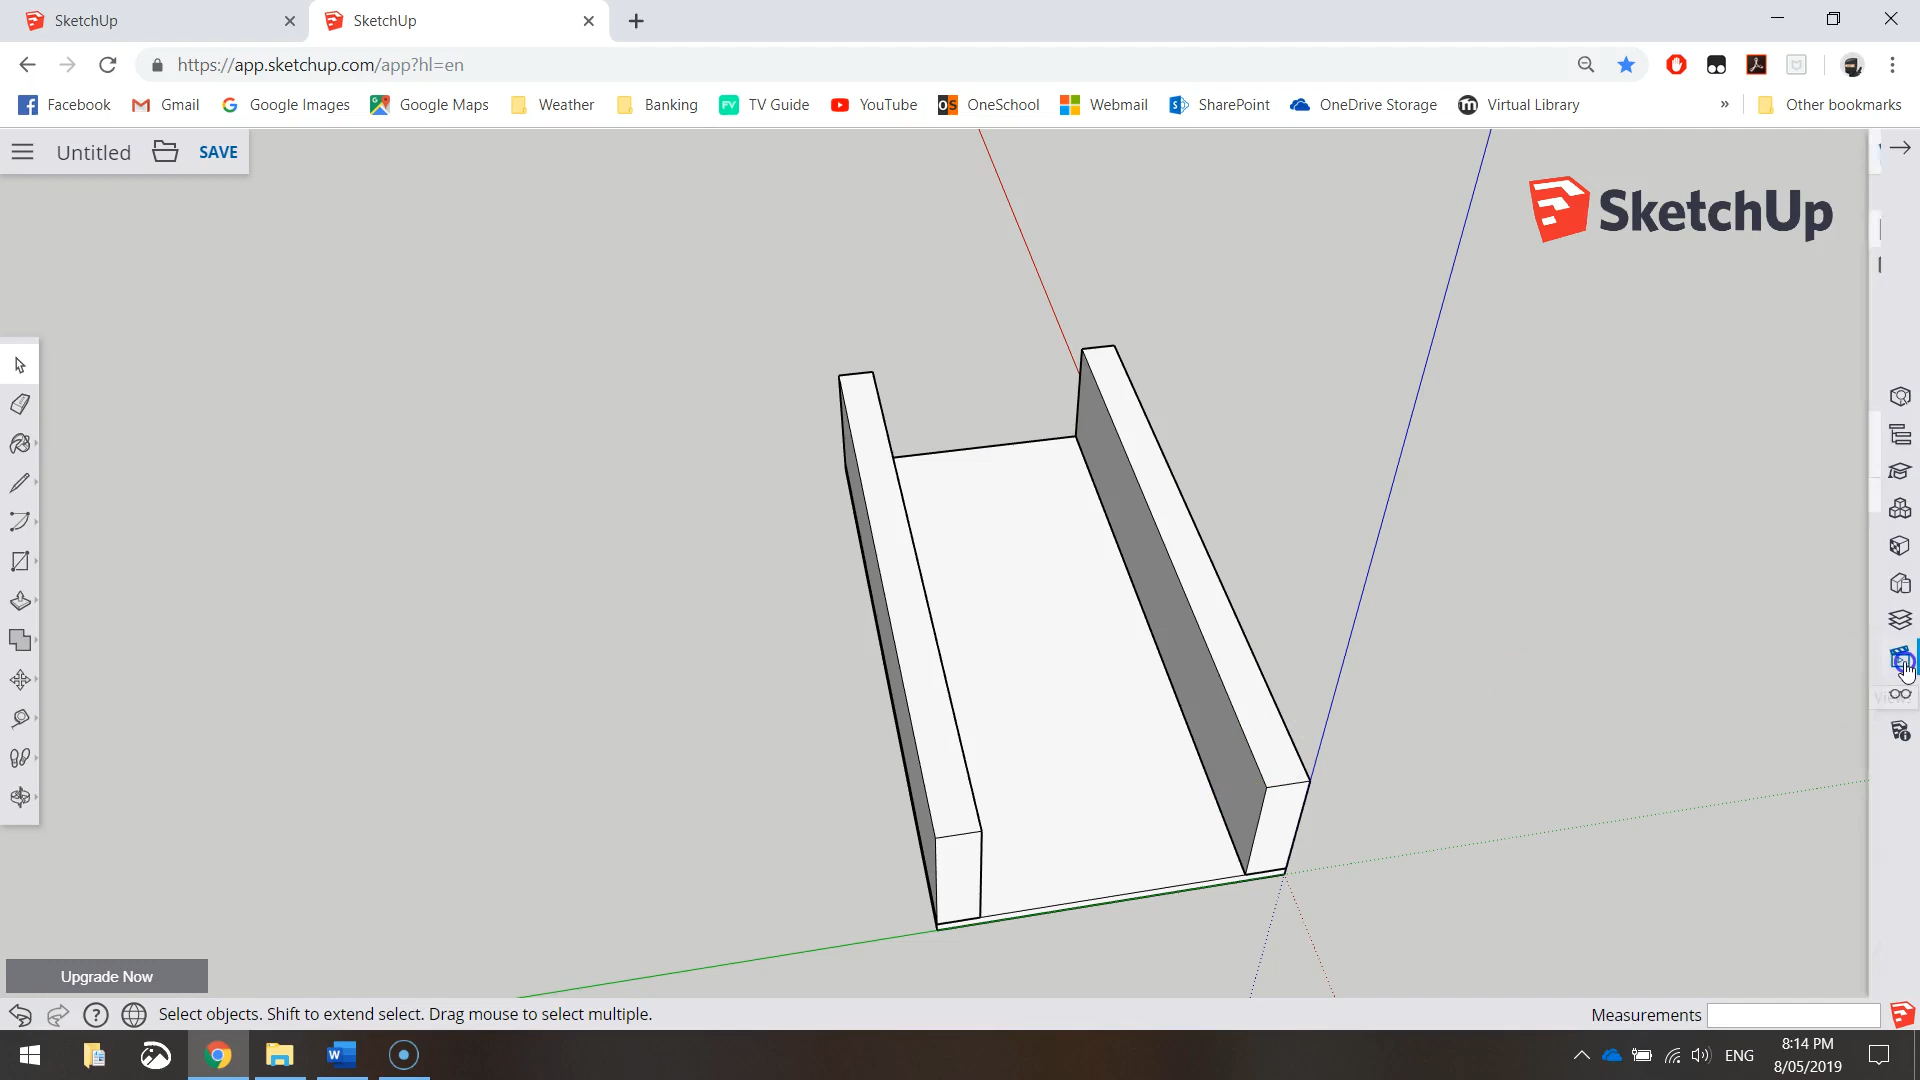 SketchUp
SketchUp
https://app.sketchup.com/app?hl=en
Facebook Gmail Google Images Google Maps Weather Banking TV Guide YouTube OneSchool Webmail SharePoint OneDrive Storage Virtual Library » Other bookmarks
Untitled SAVE
SketchUp
Upgrade Now
Select objects. Shift to extend select. Drag mouse to select multiple.
Measurements
ENG
8:14 PM
8/05/2019